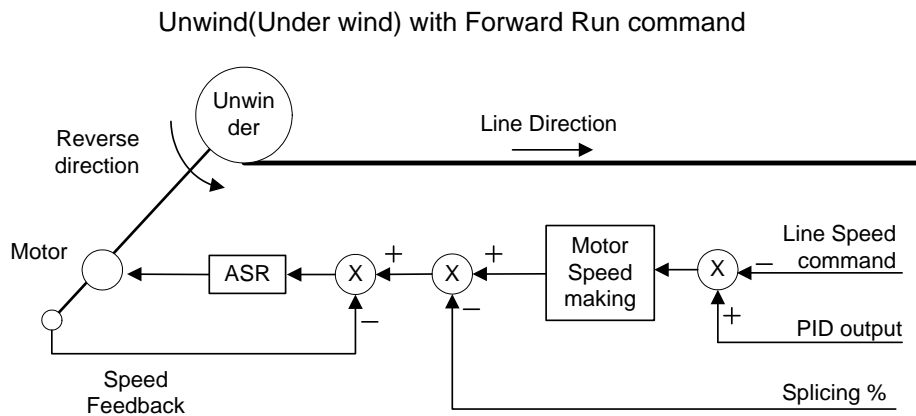 Unwind(Under wind) with Forward Run command
Unwin
der
Reverse
direction
Line Direction
Motor
ASR
X
+
−
X
+
−
Motor
Speed
making
X
−
+
Line Speed
command
PID output
Speed
Feedback
Splicing %